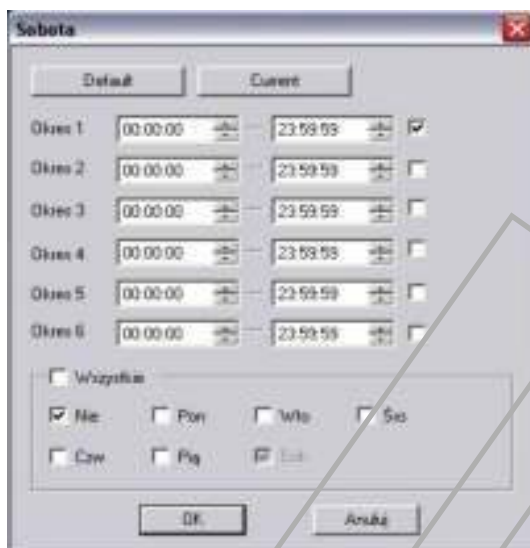 Sobota
Default Current
Okres 1 00:00:00 23:59:59
Okres 2 00:00:00 23:59:59
Okres 3 00:00:00 23:59:59
Okres 4 00:00:00 23:59:59
Okres 5 00:00:00 23:59:59
Okres 6 00:00:00 23:59:59
Wszystkie
Nie Pon Wto Śro
Czw Pią Sob
OK Anuluj